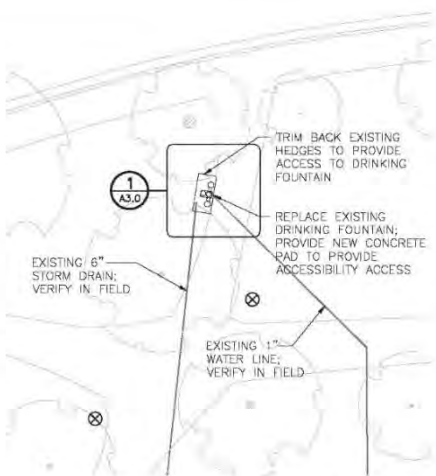 TRIM BACK EXISTING
HEDGES TO PROVIDE
ACCESS TO DRINKING
FOUNTAIN
1
A3.0
REPLACE EXISTING
DRINKING FOUNTAIN;
PROVIDE NEW CONCRETE
PAD TO PROVIDE
ACCESSIBILITY ACCESS
EXISTING 6"
STORM DRAIN;
VERIFY IN FIELD
EXISTING 1"
WATER LINE;
VERIFY IN FIELD